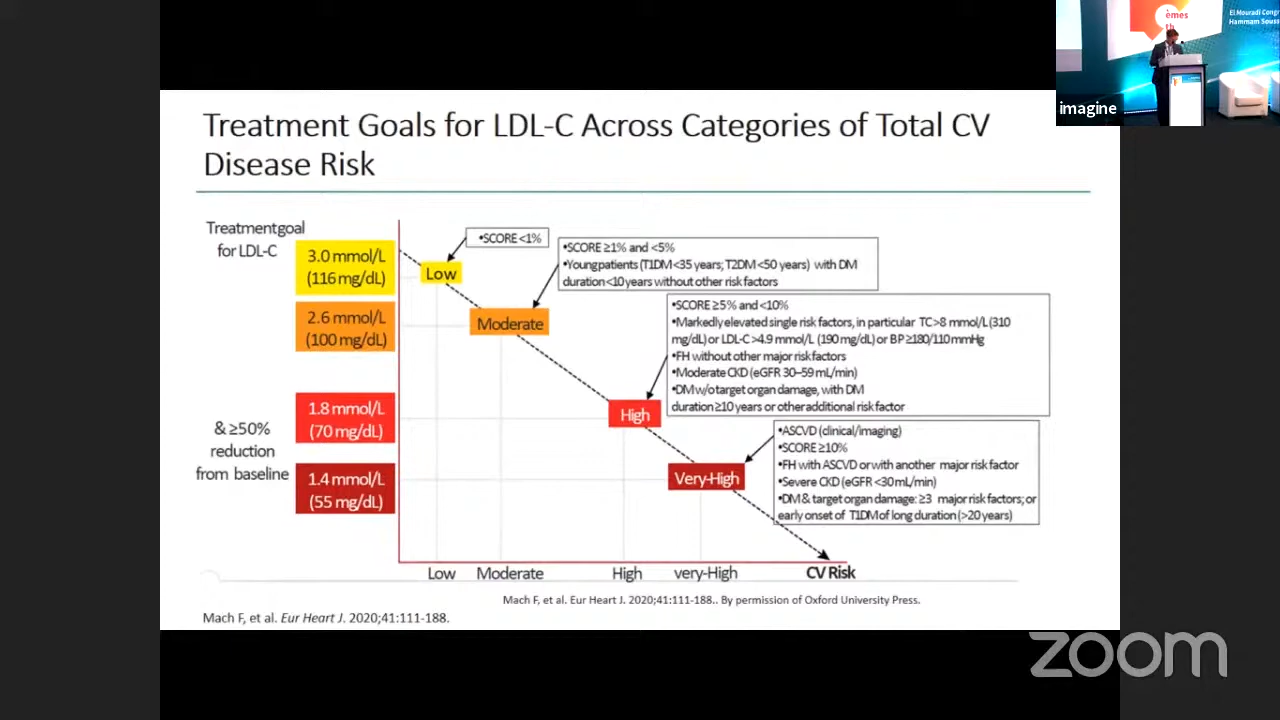 èmes
th
El Mouradi Congr
Hammam Souss
imagine
Treatment Goals for LDL-C Across Categories of Total CV
Disease Risk
Treatmentgoal
for LDL-C
3.0 mmol/L
(116 mg/dL)
2.6 mmol/L
(100 mg/dL)
1.8 mmol/L
(70 mg/dL)
& ≥50%
reduction
from baseline
1.4 mmol/L
(55 mg/dL)
Low
•SCORE <1%
Moderate
•SCORE ≥1% and <5%
•Youngpatients (T1DM <35 years; T2DM <50 years) with DM
duration <10 years without other risk factors
High
•SCORE ≥5% and <10%
•Markedly elevated single risk factors, in particular TC >8 mmol/L (310
mg/dL) or LDL-C >4.9 mmol/L (190 mg/dL) or BP ≥180/110 mmHg
•FH without other major risk factors
•Moderate CKD (eGFR 30–59 mL/min)
•DM w/o target organ damage, with DM
duration ≥10 years or other additional risk factor
Very-High
•ASCVD (clinical/imaging)
•SCORE ≥10%
•FH with ASCVD or with another major risk factor
•Severe CKD (eGFR <30 mL/min)
•DM & target organ damage: ≥3 major risk factors; or
early onset of T1DM of long duration (>20 years)
Low Moderate High very-High CV Risk
Mach F, et al. Eur Heart J. 2020;41:111-188.. By permission of Oxford University Press.
Mach F, et al. Eur Heart J. 2020;41:111-188.
zoom